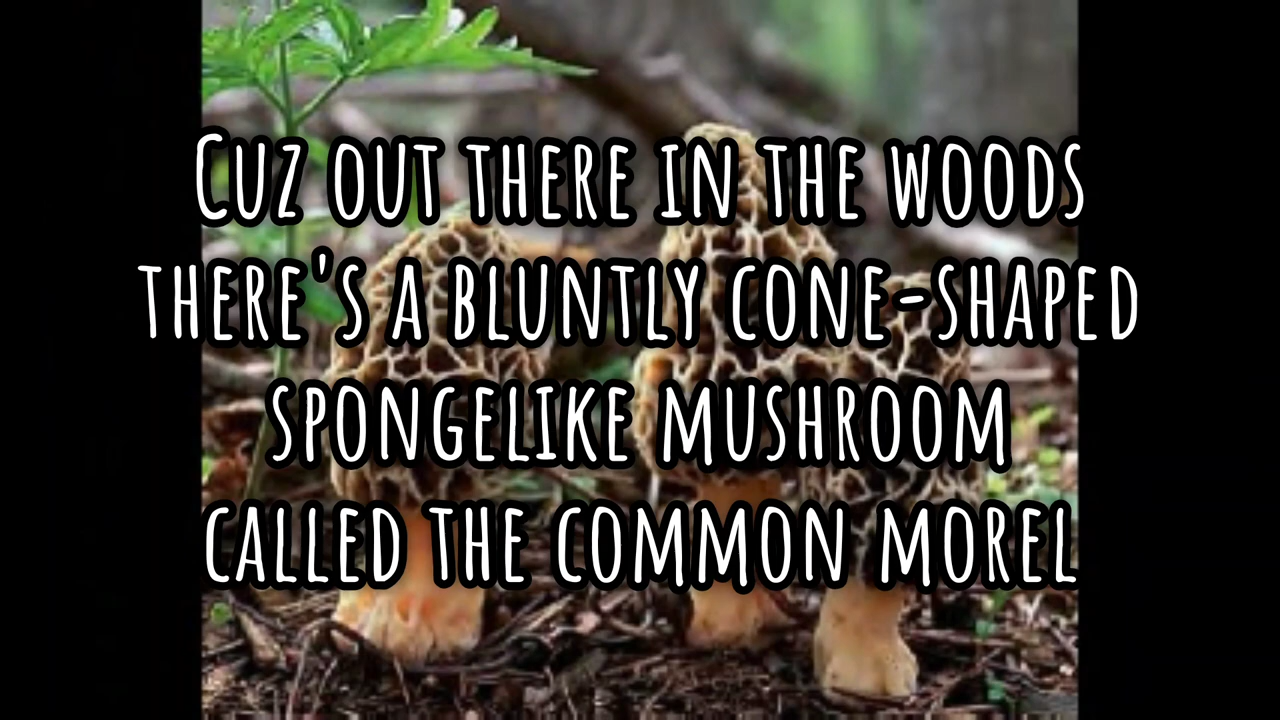 Cuz out there in the woods
there's a bluntly cone-shaped
spongelike mushroom
called the common morel